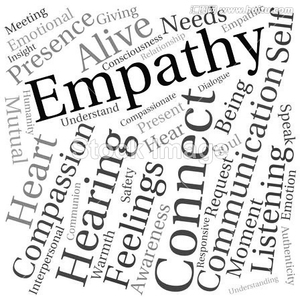 Meeting
Emotional
Giving
Needs
Insight
Presence
Alive
Consciousness
Relationship
Empathy
Self
Humanity
Mutual
Understand
Compassionate
Dialogue
Present
Hear
Being
Soul
Speak
Heart
Compassion
Interpersonal
Communion
Hearing
Warmth
Feelings
Safety
Awareness
Connect
Responsive
Request
Communication
Moment
Listening
Emotion
Authenticity
Understanding
Stock Image